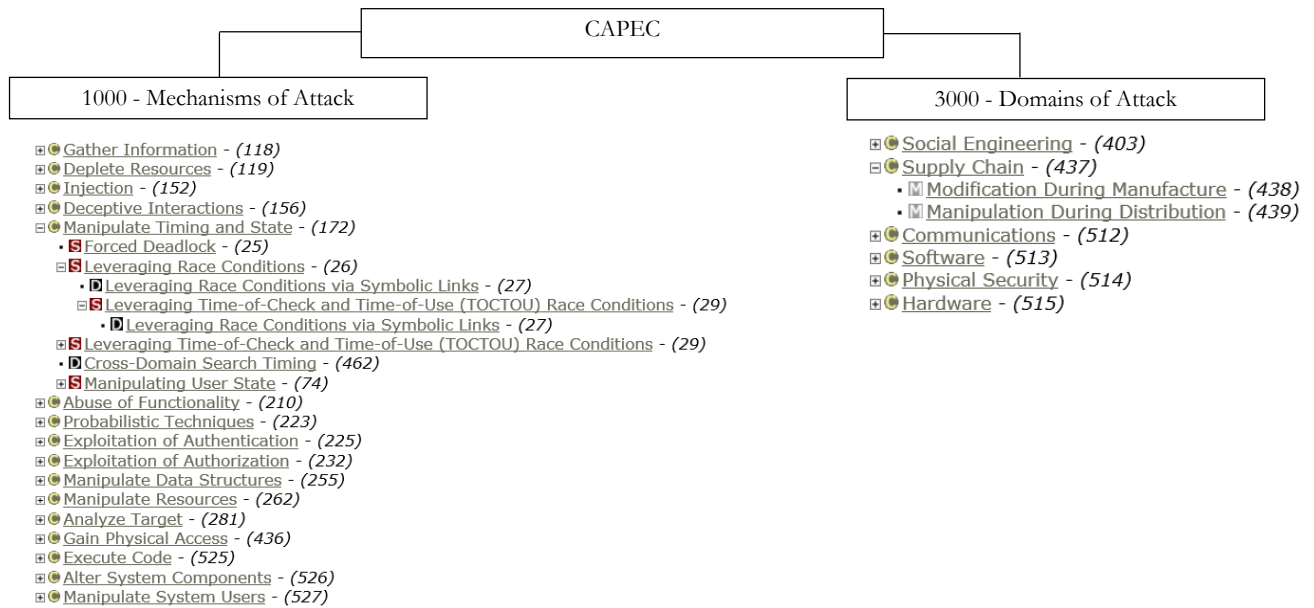 CAPEC
1000 - Mechanisms of Attack
Gather Information - (118)
Deplete Resources - (119)
Injection - (152)
Deceptive Interactions - (156)
Manipulate Timing and State - (172)
S Forced Deadlock - (25)
S Leveraging Race Conditions - (26)
D Leveraging Race Conditions via Symbolic Links - (27)
S Leveraging Time-of-Check and Time-of-Use (TOCTOU) Race Conditions - (29)
D Leveraging Race Conditions via Symbolic Links - (27)
S Leveraging Time-of-Check and Time-of-Use (TOCTOU) Race Conditions - (29)
D Cross-Domain Search Timing - (462)
S Manipulating User State - (74)
C Abuse of Functionality - (210)
C Probabilistic Techniques - (223)
C Exploitation of Authentication - (225)
C Exploitation of Authorization - (232)
C Manipulate Data Structures - (255)
C Manipulate Resources - (262)
C Analyze Target - (281)
C Gain Physical Access - (436)
C Execute Code - (525)
C Alter System Components - (526)
C Manipulate System Users - (527)
3000 - Domains of Attack
C Social Engineering - (403)
C Supply Chain - (437)
M Modification During Manufacture - (438)
M Manipulation During Distribution - (439)
C Communications - (512)
C Software - (513)
C Physical Security - (514)
C Hardware - (515)